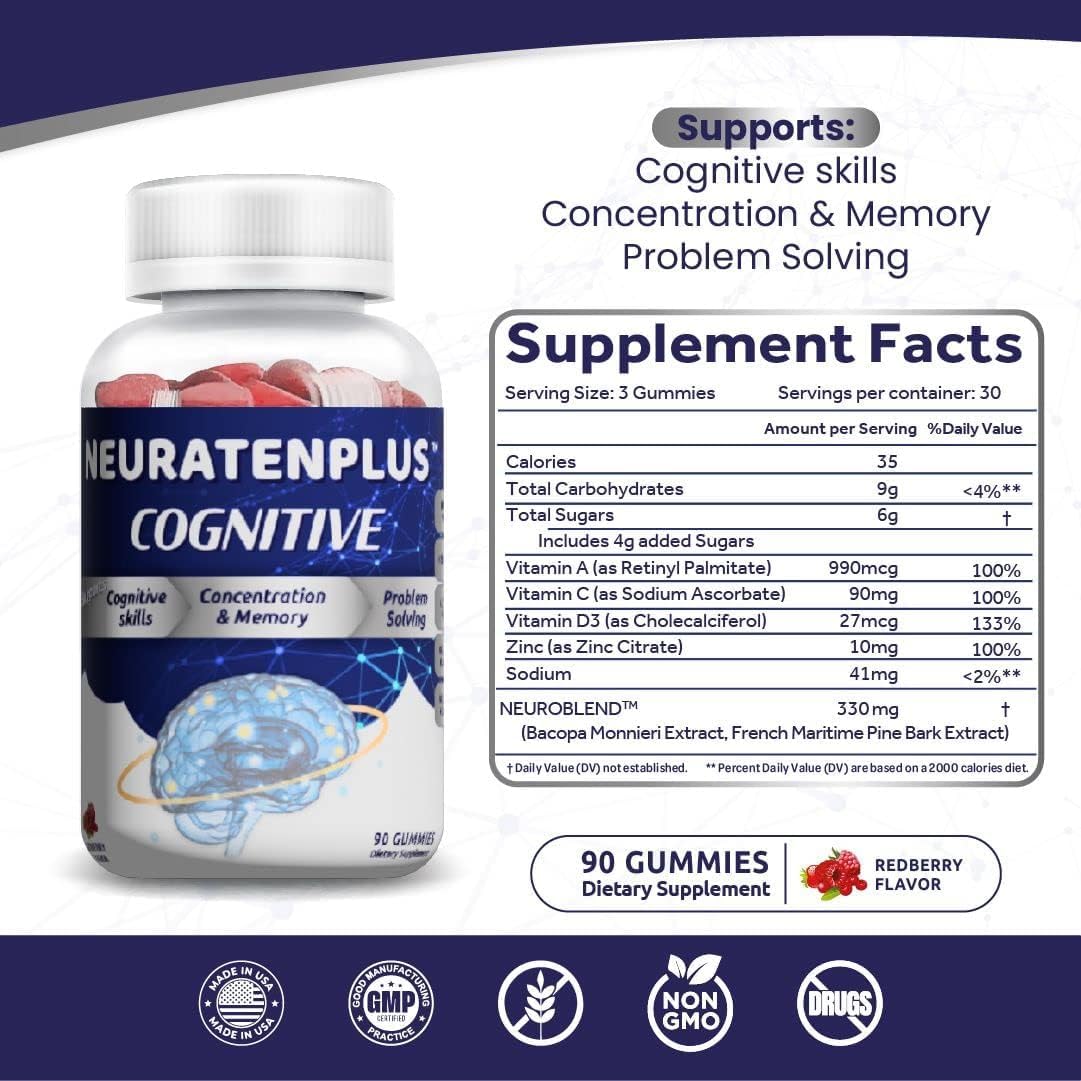 Supports:
Cognitive skills
Concentration & Memory
Problem Solving
NEURATENPLUS™
COGNITIVE
Cognitive skills
Concentration & Memory
Problem Solving
90 GUMMIES
Dietary Supplement
Supplement Facts
Serving Size: 3 Gummies Servings per container: 30
Amount per Serving %Daily Value
Calories 35
Total Carbohydrates 9g <4%**
Total Sugars 6g †
Includes 4g added Sugars
Vitamin A (as Retinyl Palmitate) 990mcg 100%
Vitamin C (as Sodium Ascorbate) 90mg 100%
Vitamin D3 (as Cholecalciferol) 27mcg 133%
Zinc (as Zinc Citrate) 10mg 100%
Sodium 41mg <2%**
NEUROBLEND™ 330 mg †
(Bacopa Monnieri Extract, French Maritime Pine Bark Extract)
† Daily Value (DV) not established. ** Percent Daily Value (DV) are based on a 2000 calories diet.
90 GUMMIES
Dietary Supplement
REDBERRY
FLAVOR
MADE IN USA
MADE IN USA
GOOD MANUFACTURING
GMP
CERTIFIED
PRACTICE
NON
GMO
DRUGS